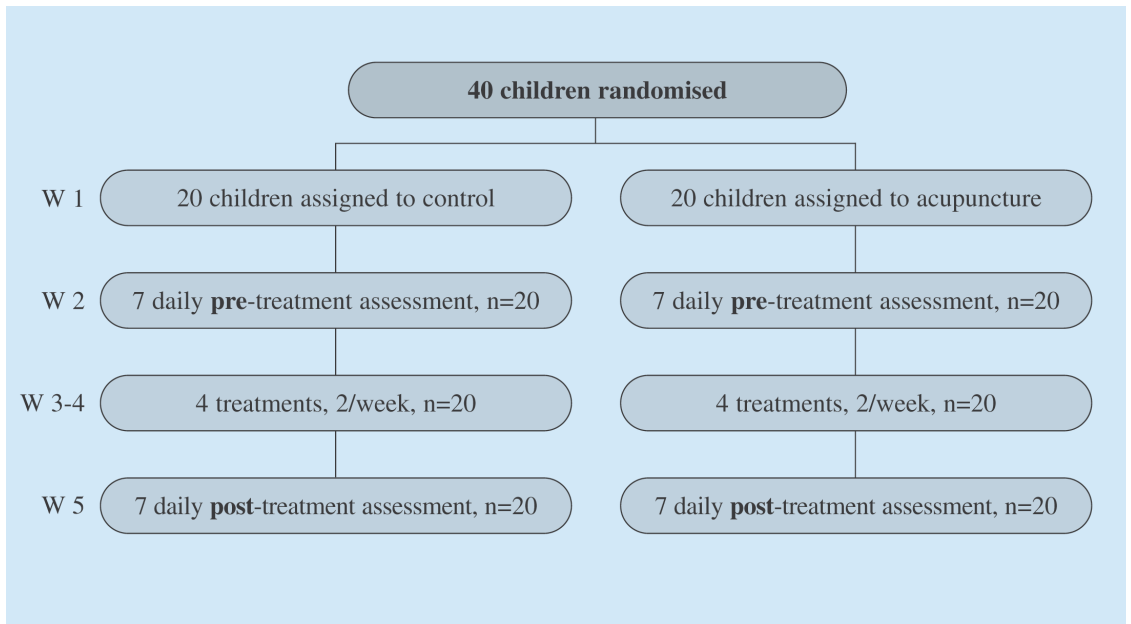 40 children randomised
W 1
20 children assigned to control
20 children assigned to acupuncture
W 2
7 daily pre-treatment assessment, n=20
7 daily pre-treatment assessment, n=20
W 3-4
4 treatments, 2/week, n=20
4 treatments, 2/week, n=20
W 5
7 daily post-treatment assessment, n=20
7 daily post-treatment assessment, n=20